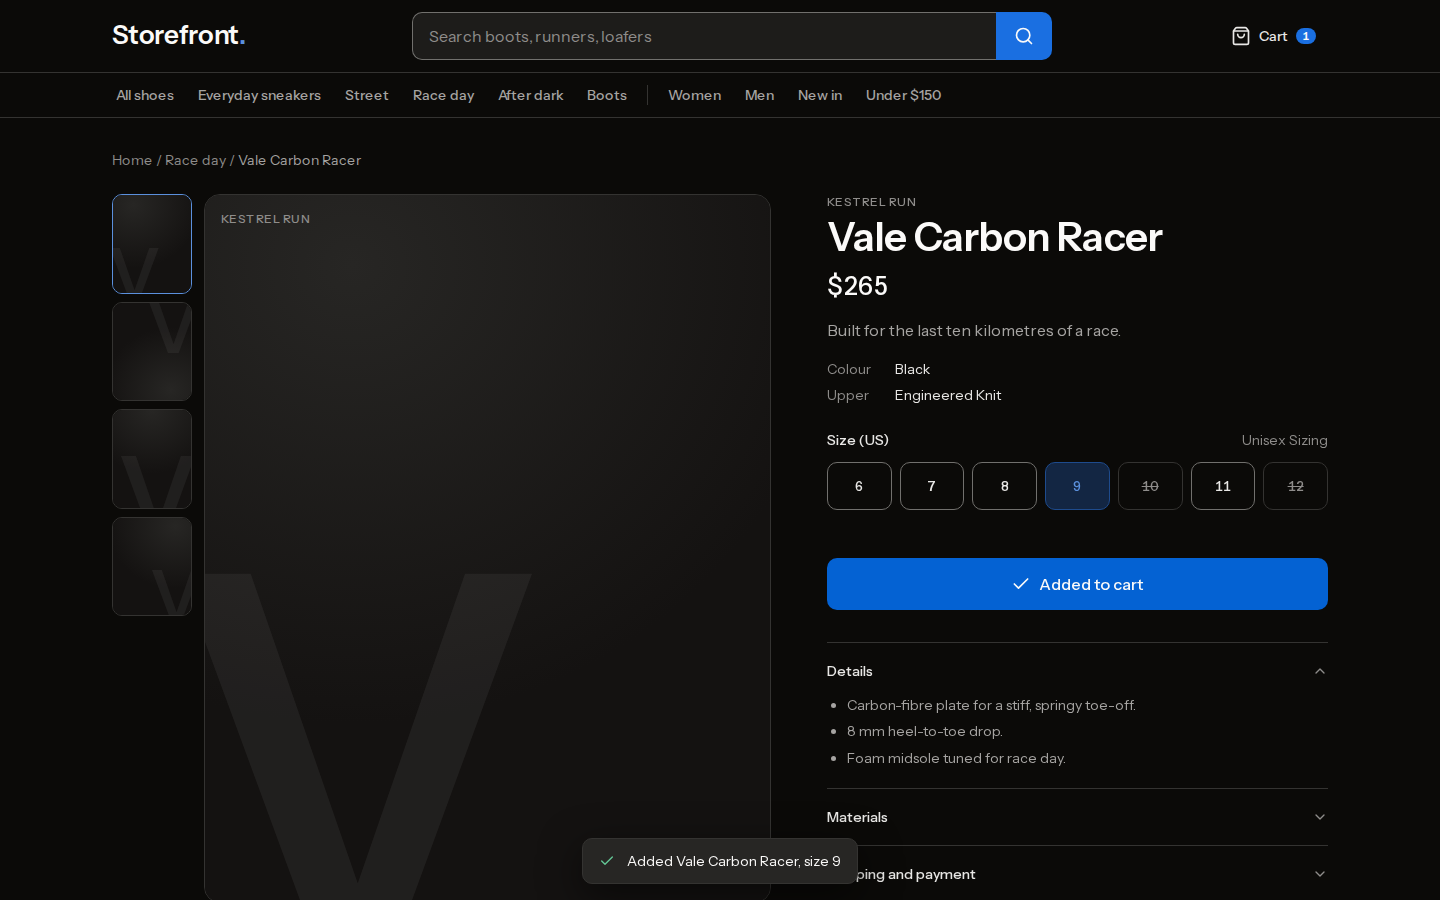 Storefront.
Search boots, runners, loafers
Cart 1
All shoes Everyday sneakers Street Race day After dark Boots Women Men New in Under $150
Home / Race day / Vale Carbon Racer
V
V
V
V
KESTREL RUN
V
KESTREL RUN
Vale Carbon Racer
$265
Built for the last ten kilometres of a race.
Colour Black
Upper Engineered Knit
Size (US) Unisex Sizing
6 7 8 9 10 11 12
Added to cart
Details
Carbon-fibre plate for a stiff, springy toe-off.
8 mm heel-to-toe drop.
Foam midsole tuned for race day.
Materials
Added Vale Carbon Racer, size 9
and payment